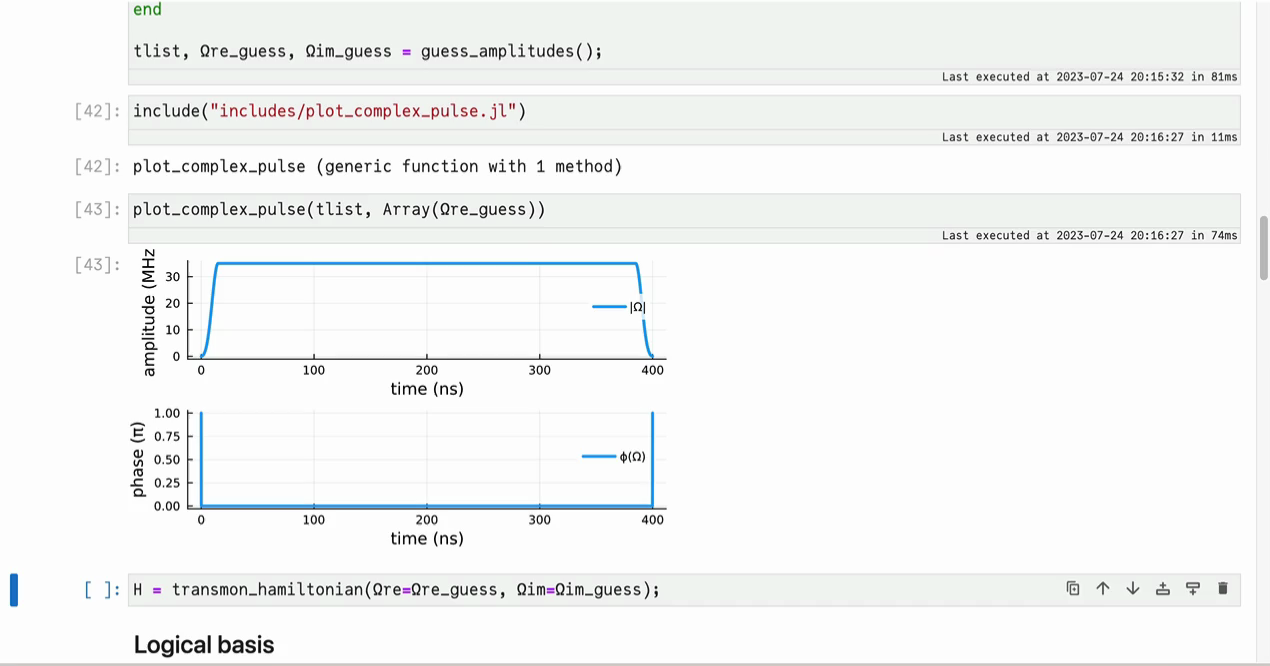 end
tlist, Ωre_guess, Ωim_guess = guess_amplitudes();
Last executed at 2023-07-24 20:15:32 in 81ms
[42]: include("includes/plot_complex_pulse.jl")
Last executed at 2023-07-24 20:16:27 in 11ms
[42]: plot_complex_pulse (generic function with 1 method)
[43]: plot_complex_pulse(tlist, Array(Ωre_guess))
Last executed at 2023-07-24 20:16:27 in 74ms
[43]:
amplitude (MHz
30
20
10
0
|Ω|
0 100 200 300 400
time (ns)
phase (π)
1.00
0.75
0.50
0.25
0.00
ϕ(Ω)
0 100 200 300 400
time (ns)
[ ]: H = transmon_hamiltonian(Ωre=Ωre_guess, Ωim=Ωim_guess);
Logical basis